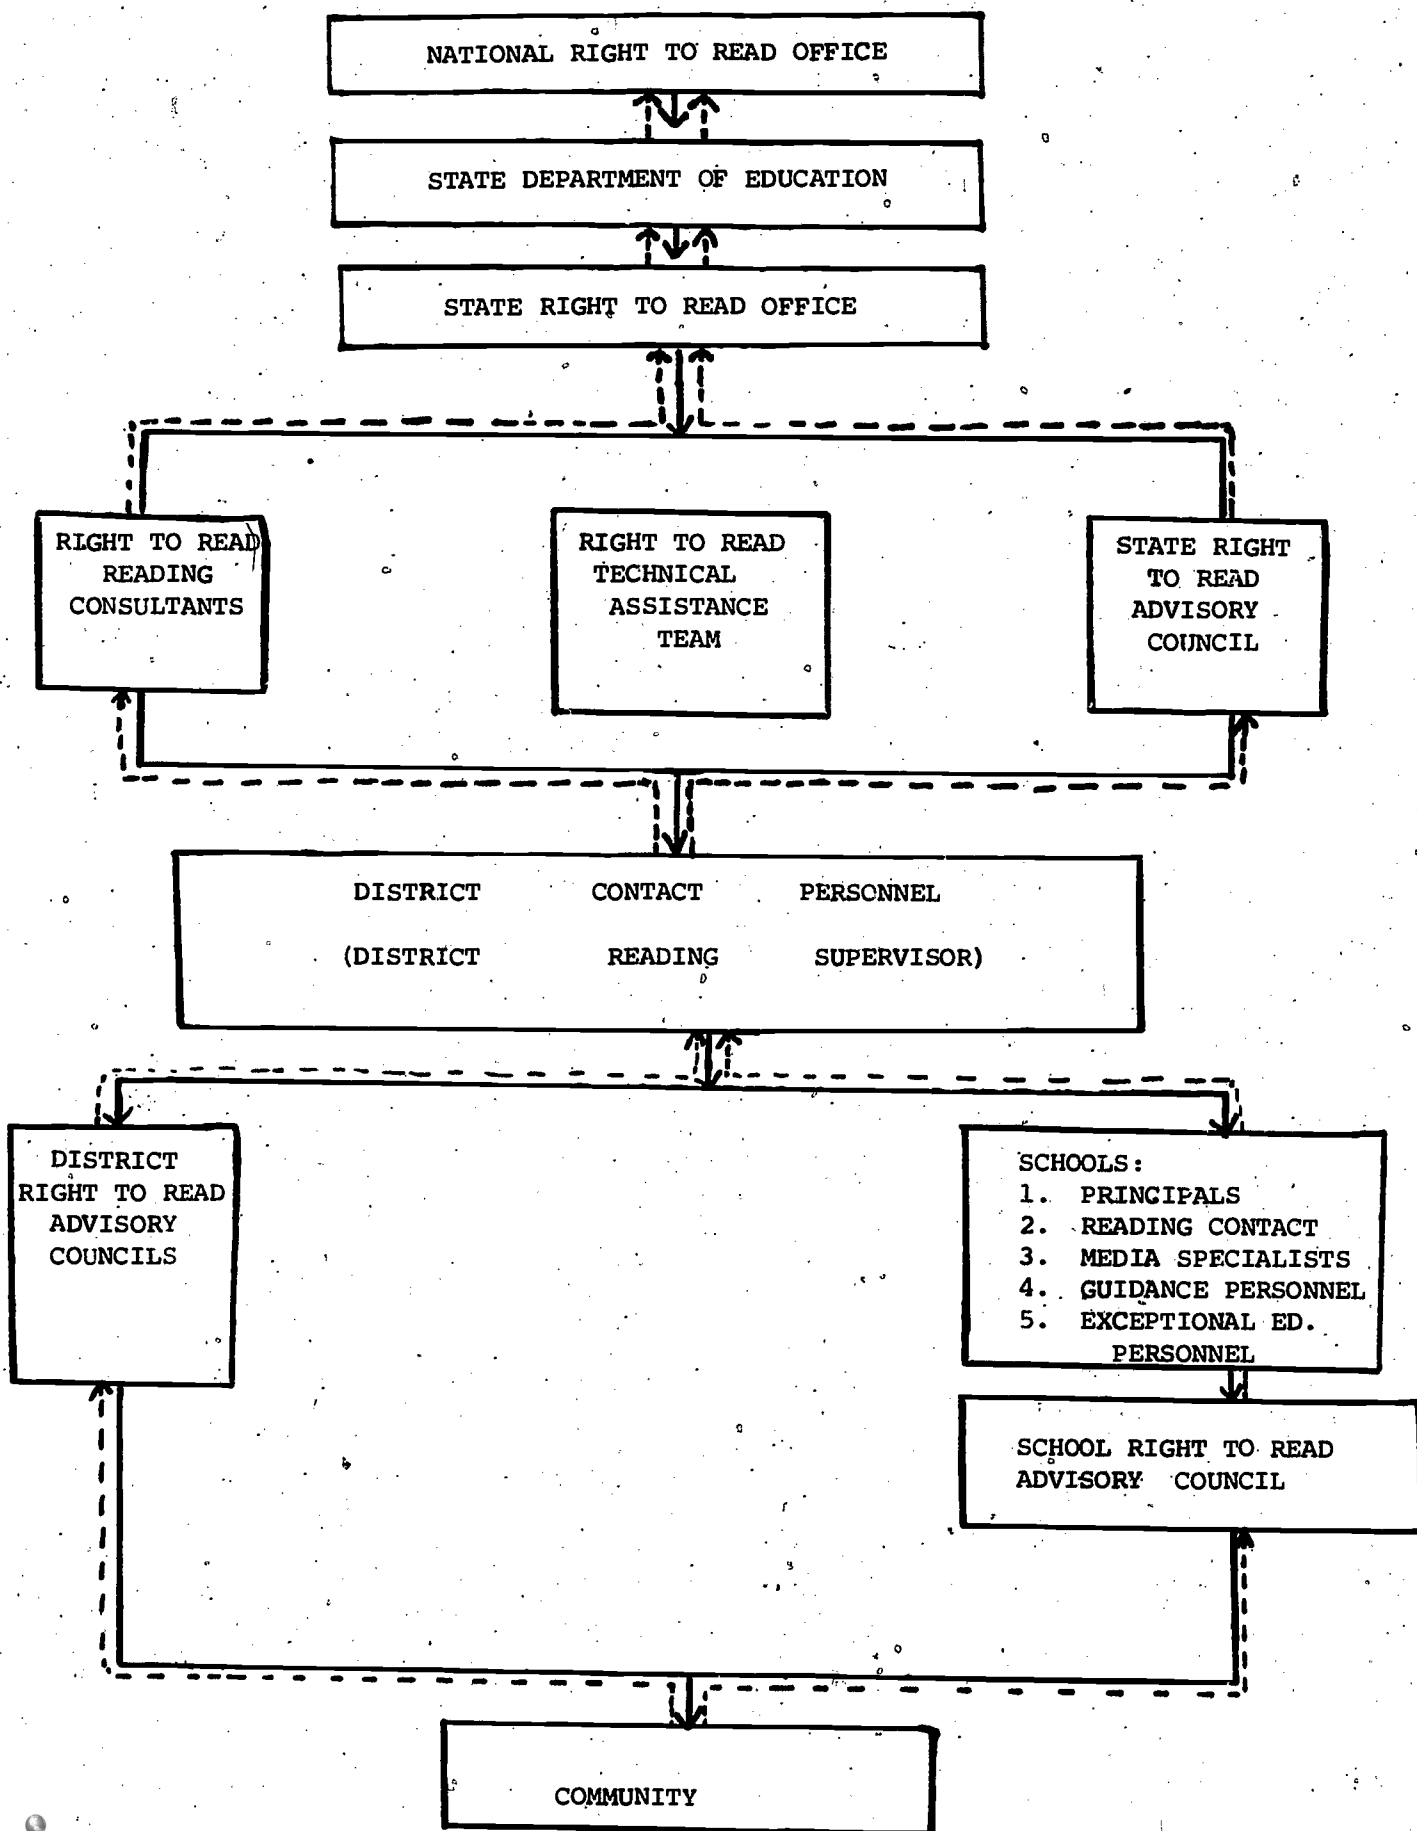 NATIONAL RIGHT TO READ OFFICE
STATE DEPARTMENT OF EDUCATION
STATE RIGHT TO READ OFFICE
RIGHT TO READ
READING
CONSULTANTS
RIGHT TO READ
TECHNICAL
ASSISTANCE
TEAM
STATE RIGHT
TO READ
ADVISORY
COUNCIL
DISTRICT CONTACT PERSONNEL
(DISTRICT READING SUPERVISOR)
DISTRICT
RIGHT TO READ
ADVISORY
COUNCILS
SCHOOLS:
1. PRINCIPALS
2. READING CONTACT
3. MEDIA SPECIALISTS
4. GUIDANCE PERSONNEL
5. EXCEPTIONAL ED.
PERSONNEL
SCHOOL RIGHT TO READ
ADVISORY COUNCIL
COMMUNITY